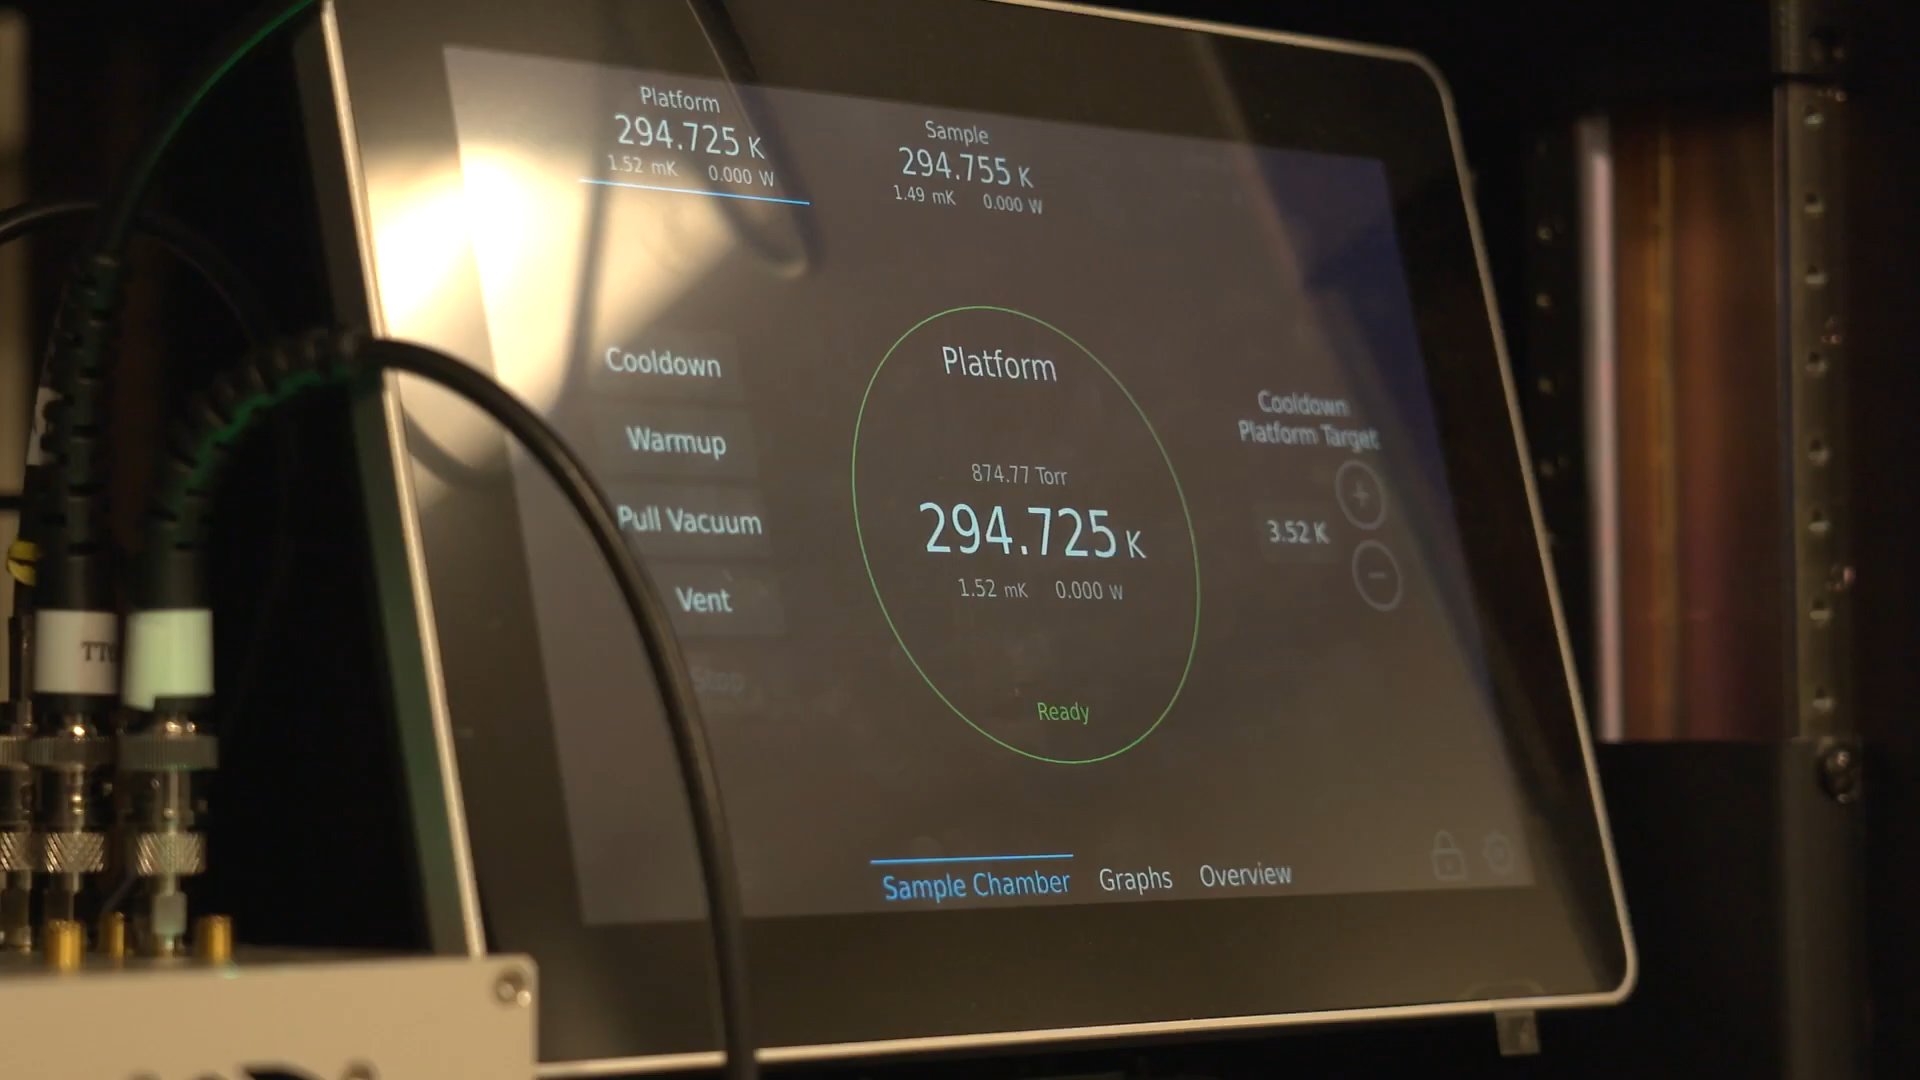 Platform
294.725 K
1.52 mK 0.000 W
Sample
294.755 K
1.49 mK 0.000 W
Cooldown
Warmup
Pull Vacuum
Vent
Stop
Platform
874.77 Torr
294.725 K
1.52 mK 0.000 W
Ready
Cooldown
Platform Target
+
3.52 K
−
Sample Chamber Graphs Overview